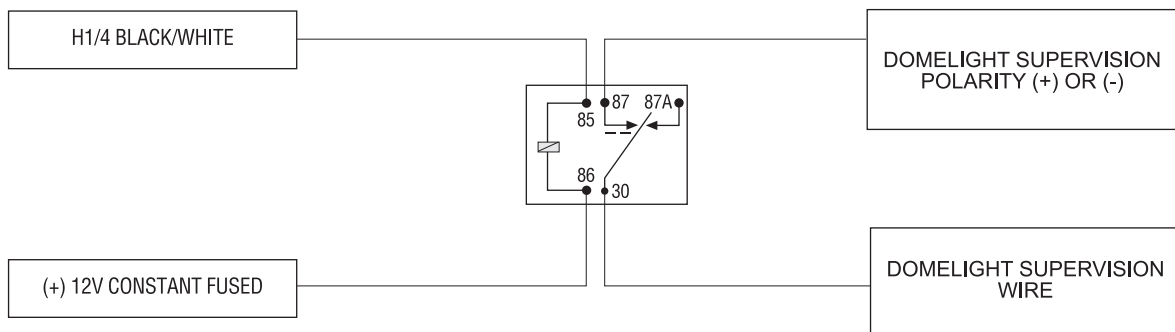 H1/4 BLACK/WHITE
DOMELIGHT SUPERVISION
POLARITY (+) OR (-)
87 87A
85
86
30
(+) 12V CONSTANT FUSED
DOMELIGHT SUPERVISION
WIRE